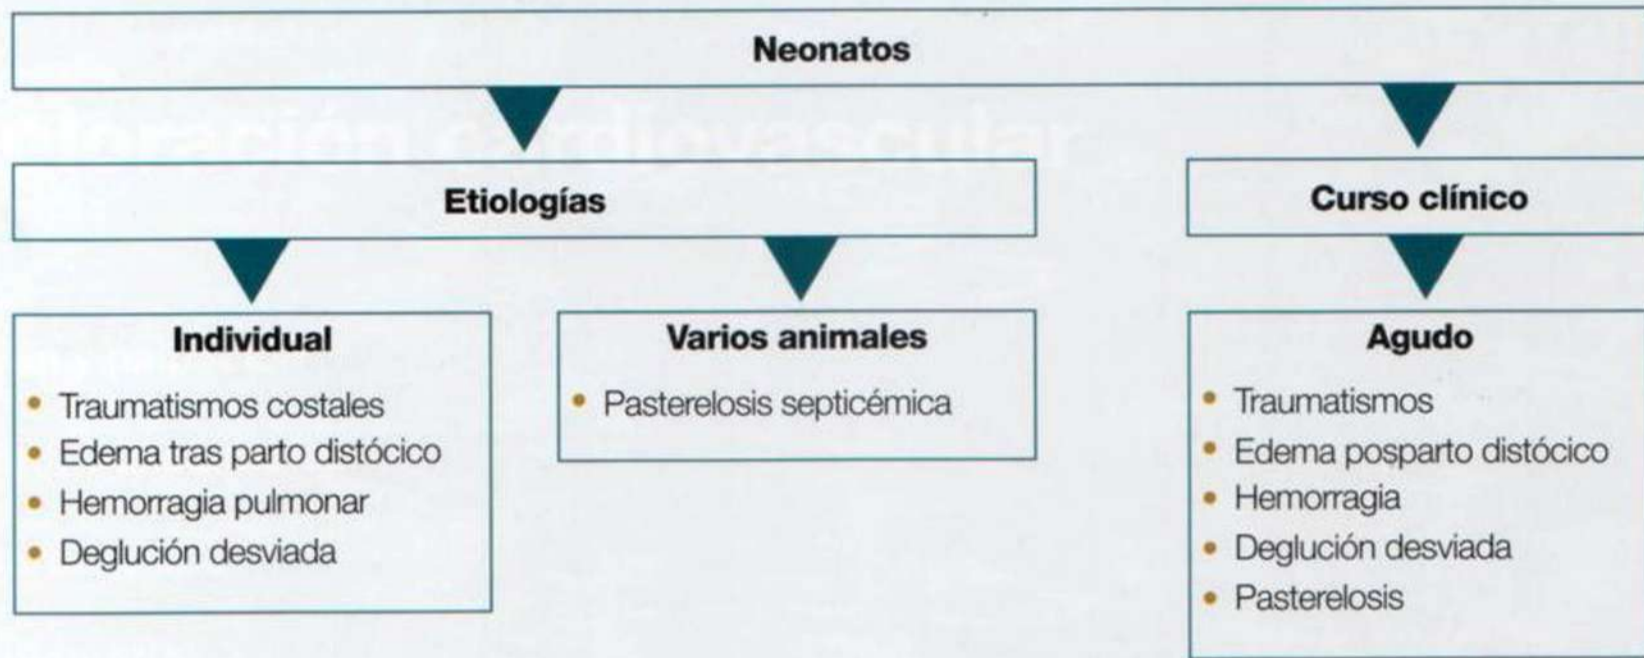 Neonatos
Etiologías
Curso clínico
Individual
• Traumatismos costales
• Edema tras parto distócico
• Hemorragia pulmonar
• Deglución desviada
Varios animales
• Pasterelosis septicémica
Agudo
• Traumatismos
• Edema posparto distócico
• Hemorragia
• Deglución desviada
• Pasterelosis